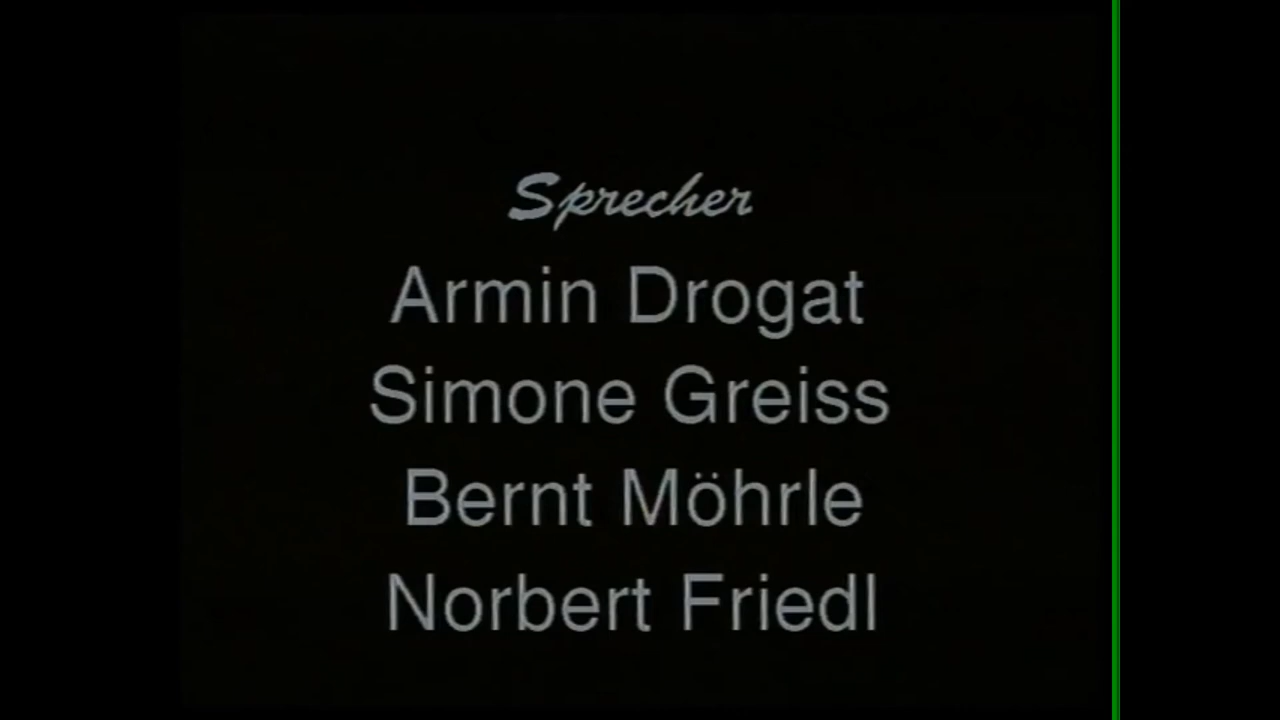 Sprecher
Armin Drogat
Simone Greiss
Bernt Möhrle
Norbert Friedl